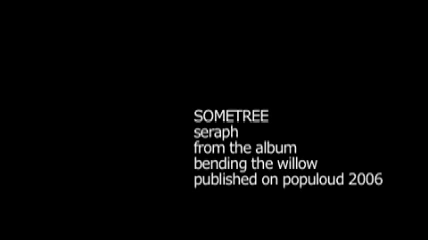 SOMETREE
seraph
from the album
bending the willow
published on populoud 2006